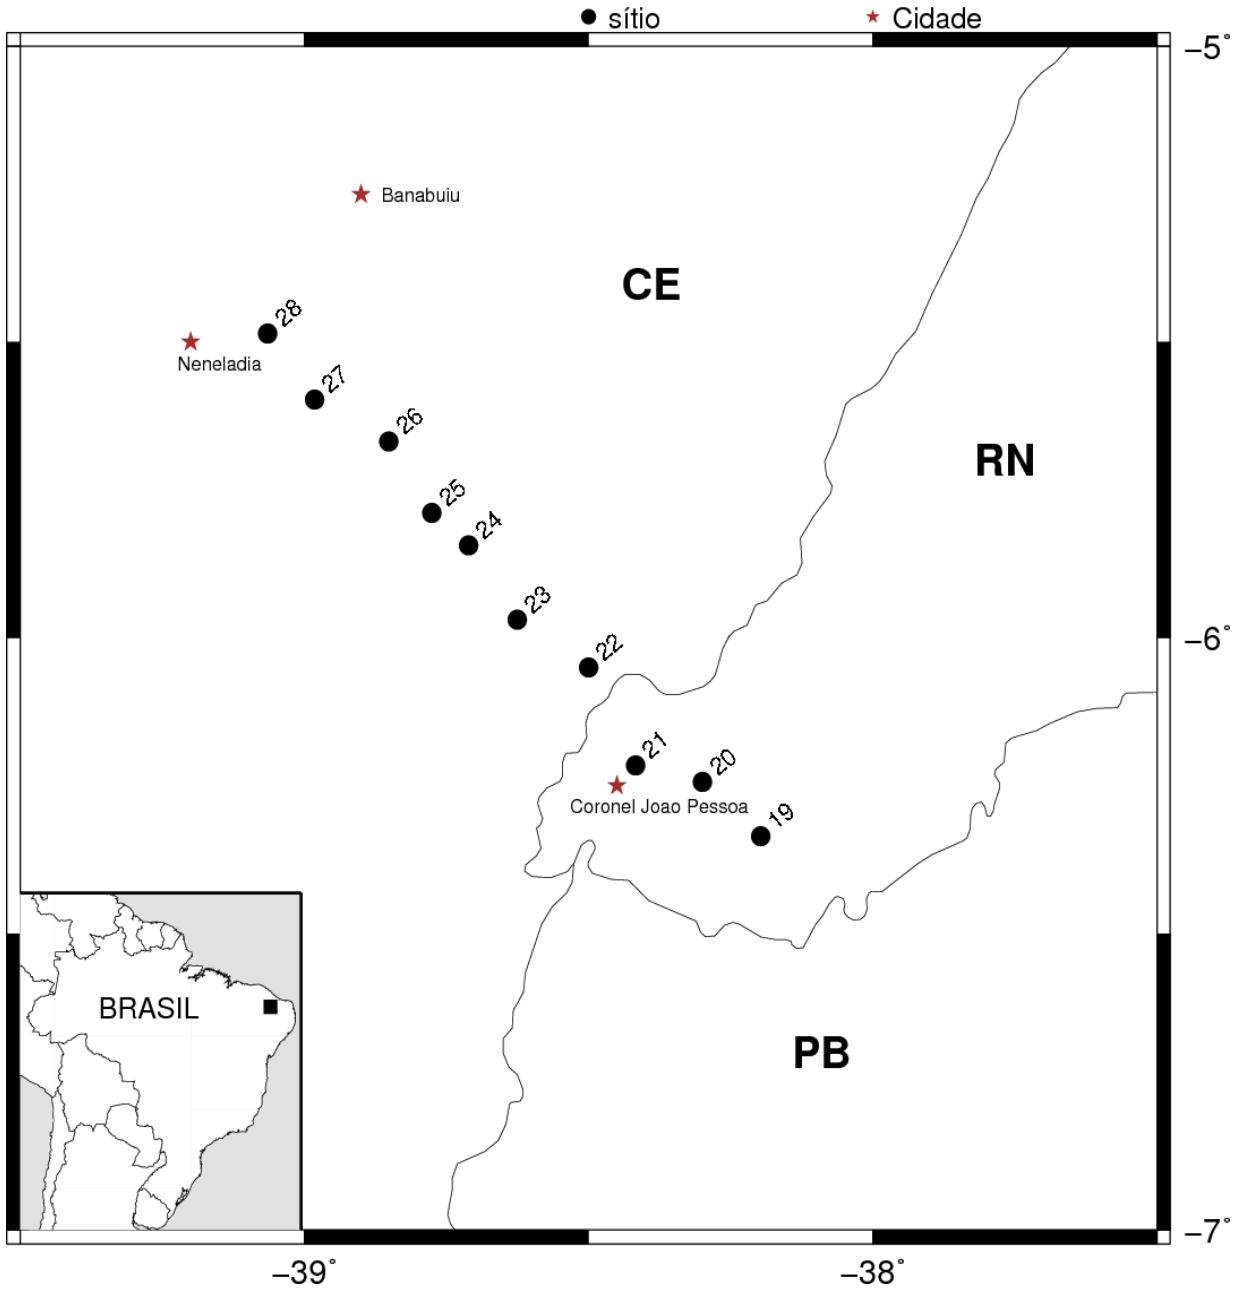 sítio
Cidade
−5°
Banabuiu
CE
28
Neneladia
27
26
RN
25
24
23
22
−6°
21
20
Coronel Joao Pessoa
19
BRASIL
PB
−7°
−39°
−38°